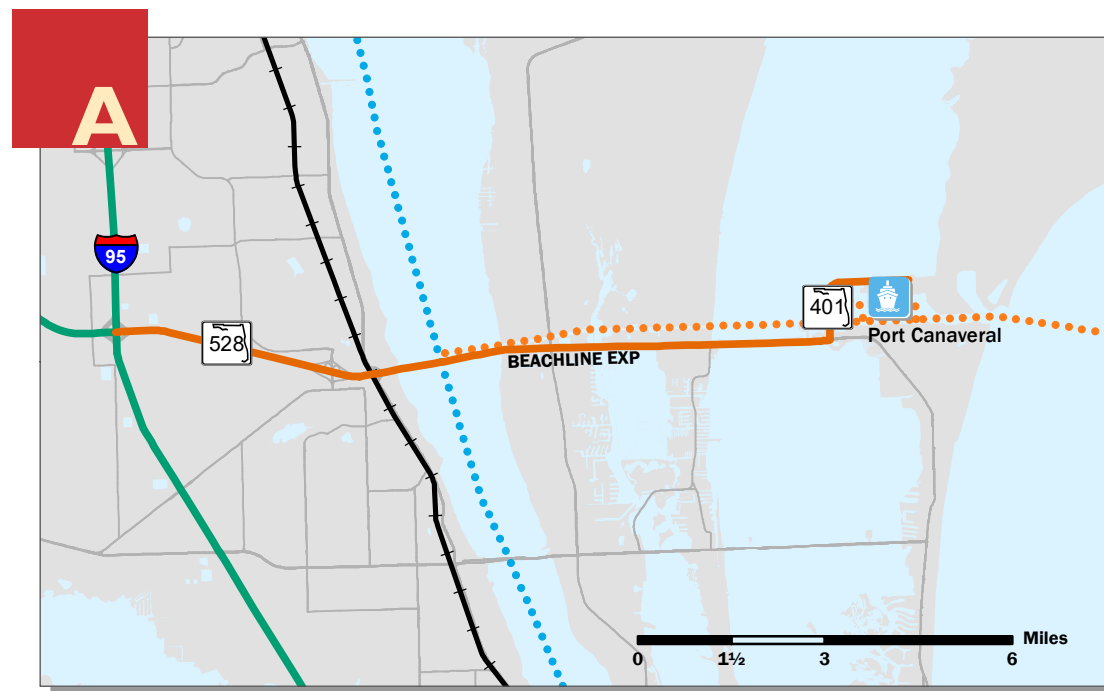 A
95
528
401
Port Canaveral
BEACHLINE EXP
Miles
0 1½ 3 6